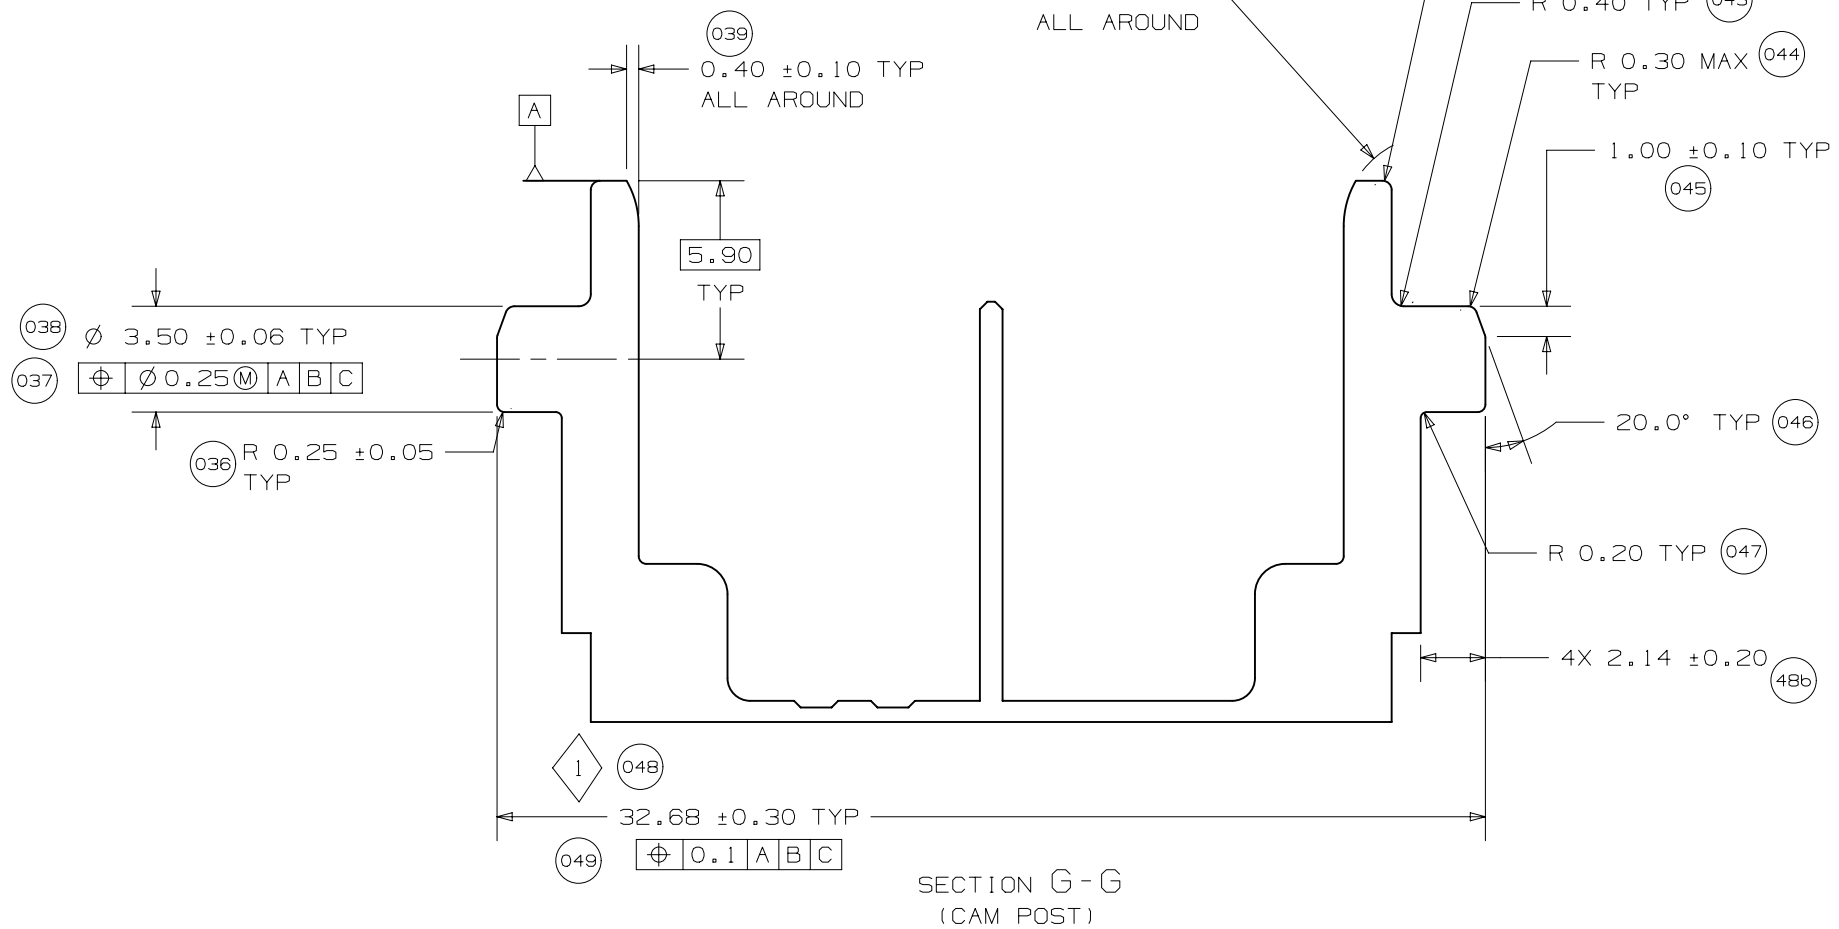 ALL AROUND
R 0.40 TYP 043
039
0.40 ±0.10 TYP
ALL AROUND
R 0.30 MAX 044
TYP
A
1.00 ±0.10 TYP
045
5.90
TYP
038 Ø 3.50 ±0.06 TYP
037 ⌖ Ø 0.25 Ⓜ A B C
036 R 0.25 ±0.05
TYP
20.0° TYP 046
R 0.20 TYP 047
4X 2.14 ±0.20
48b
1 048
32.68 ±0.30 TYP
049 ⌖ 0.1 A B C
SECTION G-G
(CAM POST)